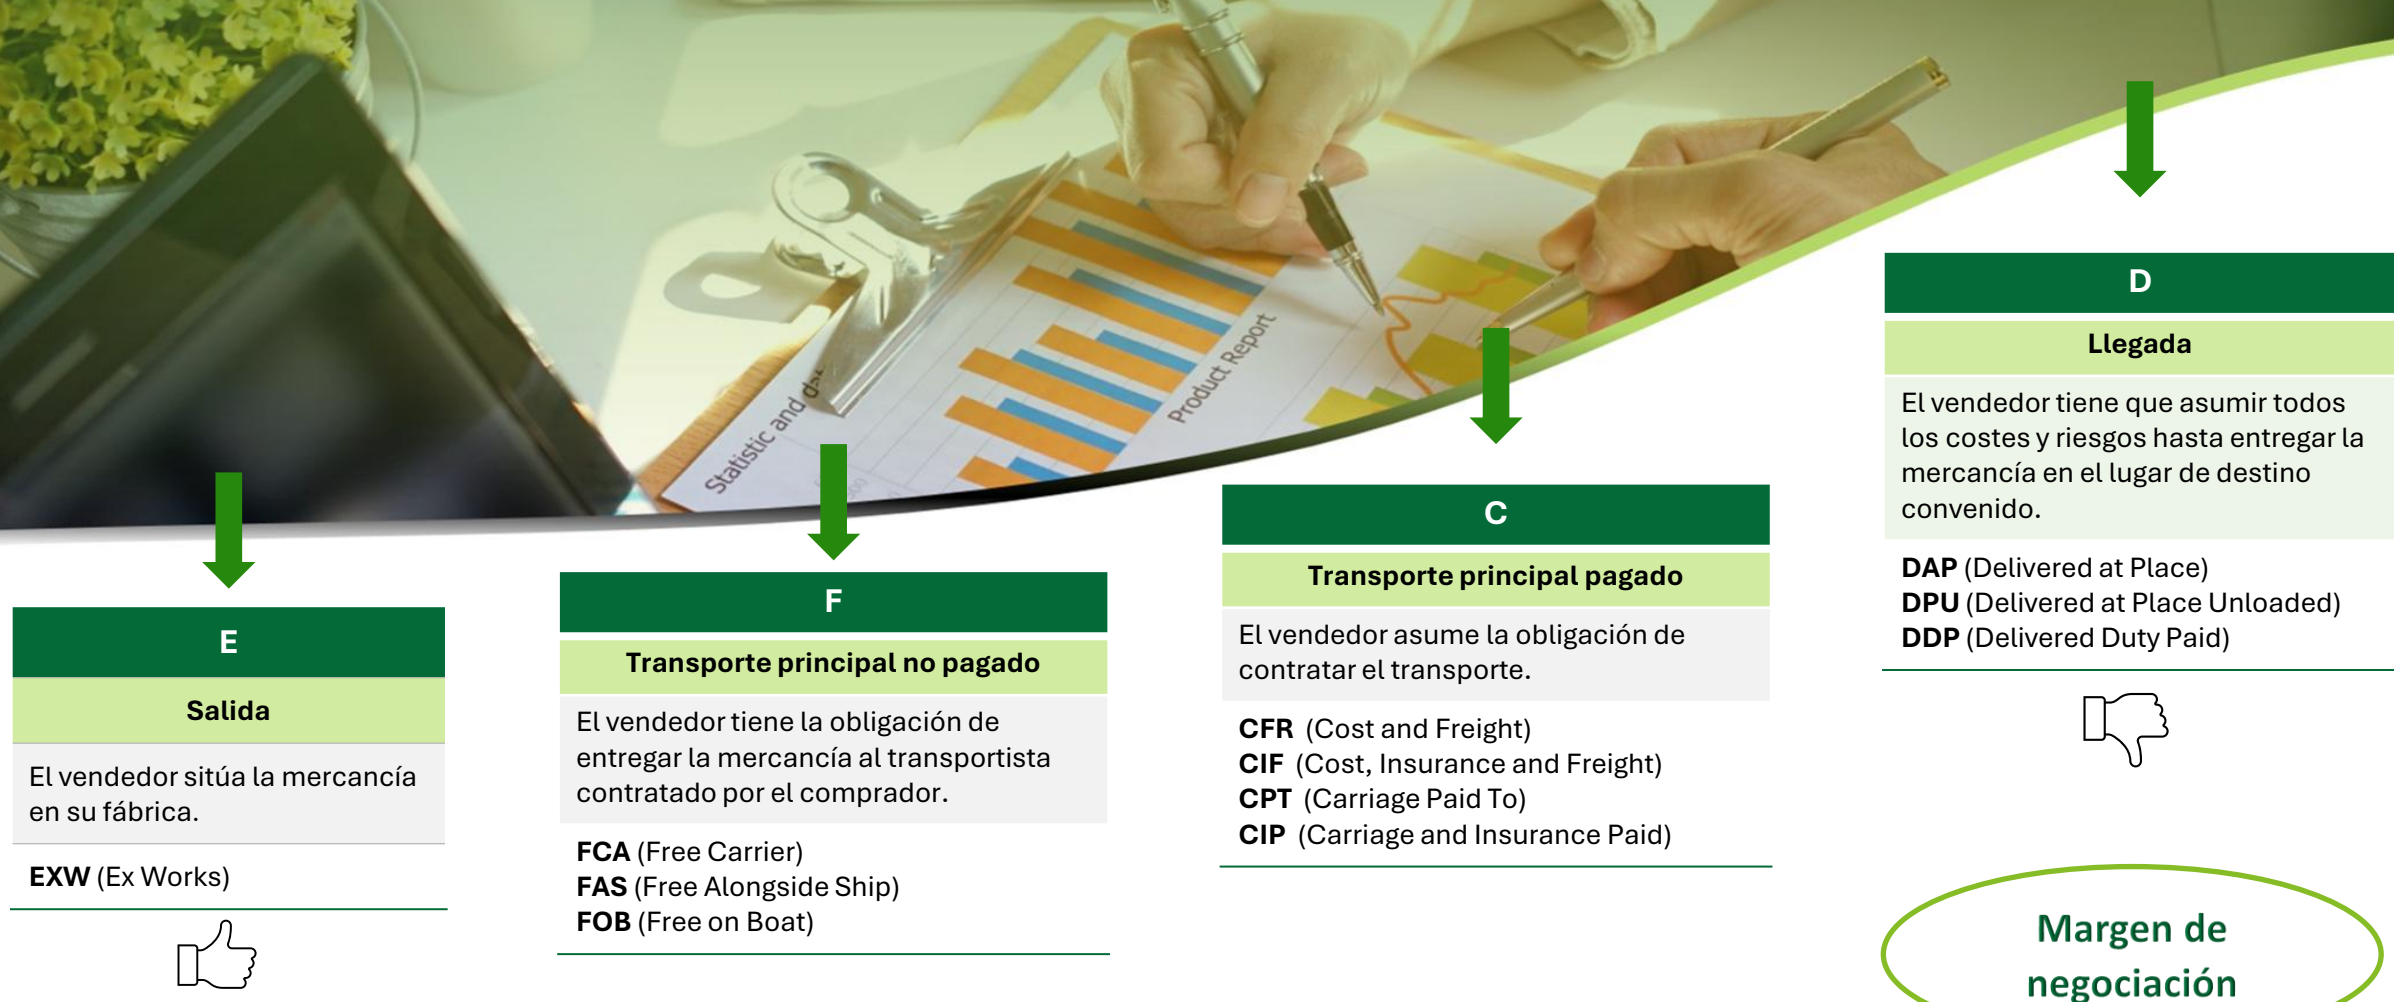 Statistic and
Product Report
E
Salida
El vendedor sitúa la mercancía
en su fábrica.
EXW (Ex Works)
F
Transporte principal no pagado
El vendedor tiene la obligación de
entregar la mercancía al transportista
contratado por el comprador.
FCA (Free Carrier)
FAS (Free Alongside Ship)
FOB (Free on Boat)
C
Transporte principal pagado
El vendedor asume la obligación de
contratar el transporte.
CFR (Cost and Freight)
CIF (Cost, Insurance and Freight)
CPT (Carriage Paid To)
CIP (Carriage and Insurance Paid)
D
Llegada
El vendedor tiene que asumir todos
los costes y riesgos hasta entregar la
mercancía en el lugar de destino
convenido.
DAP (Delivered at Place)
DPU (Delivered at Place Unloaded)
DDP (Delivered Duty Paid)
Margen de
negociación